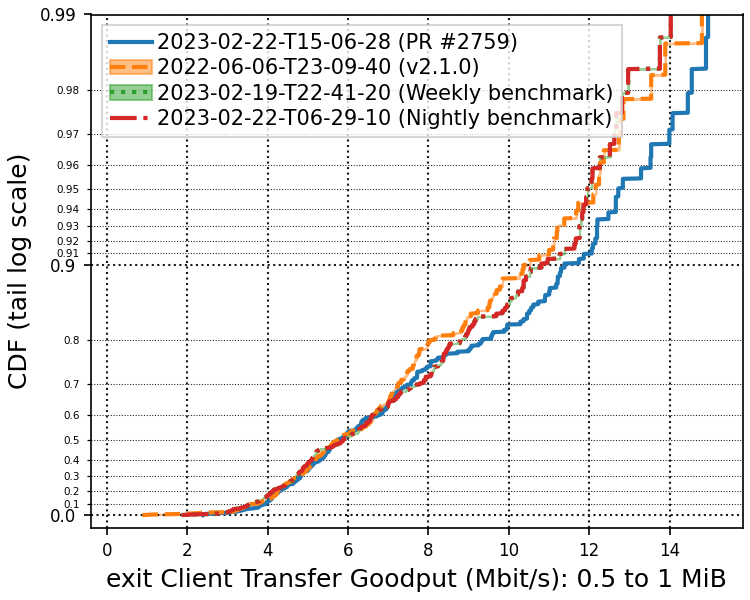 0.99
2023-02-22-T15-06-28 (PR #2759)
2022-06-06-T23-09-40 (v2.1.0)
2023-02-19-T22-41-20 (Weekly benchmark)
2023-02-22-T06-29-10 (Nightly benchmark)
0.98
0.97
0.96
0.95
0.94
0.93
0.92
0.91
0.9
0.8
0.7
0.6
0.5
0.4
0.3
0.2
0.1
0.0
CDF (tail log scale)
0 2 4 6 8 10 12 14
exit Client Transfer Goodput (Mbit/s): 0.5 to 1 MiB